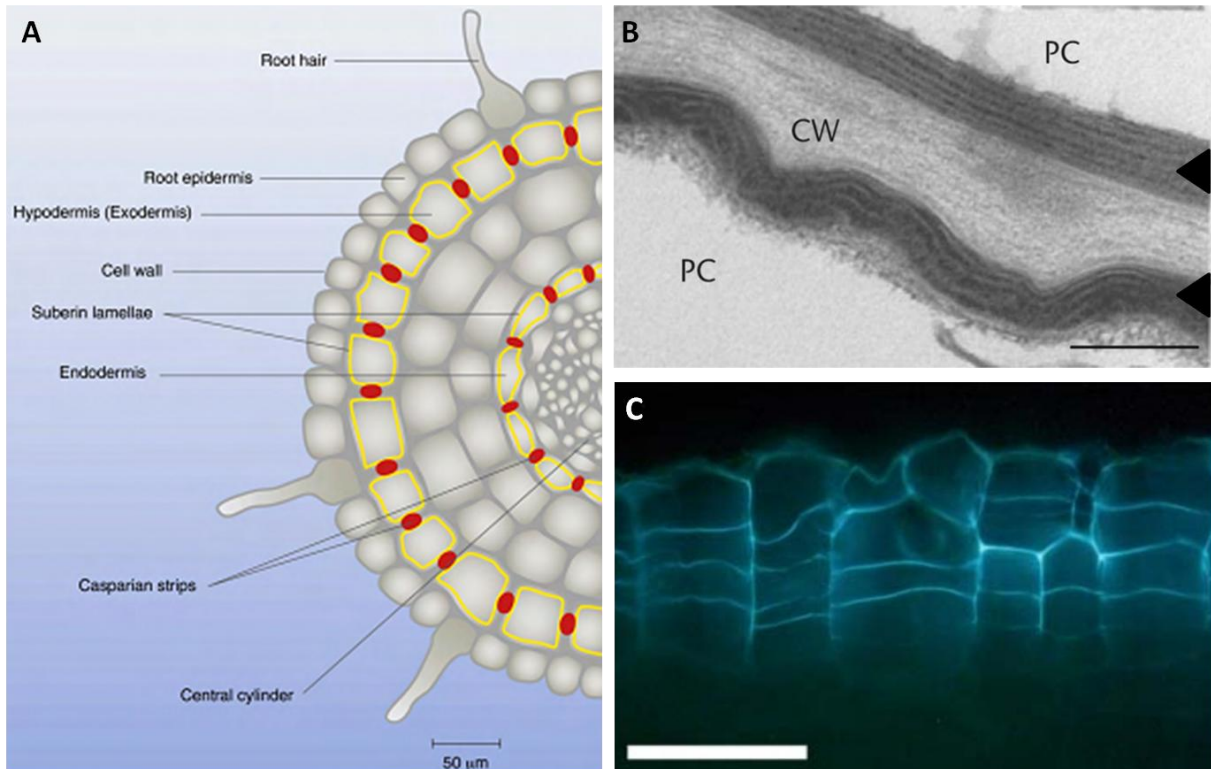 A
Root hair
Root epidermis
Hypodermis (Exodermis)
Cell wall
Suberin lamellae
Endodermis
Casparian strips
Central cylinder
50 μm
B
PC
CW
PC
C